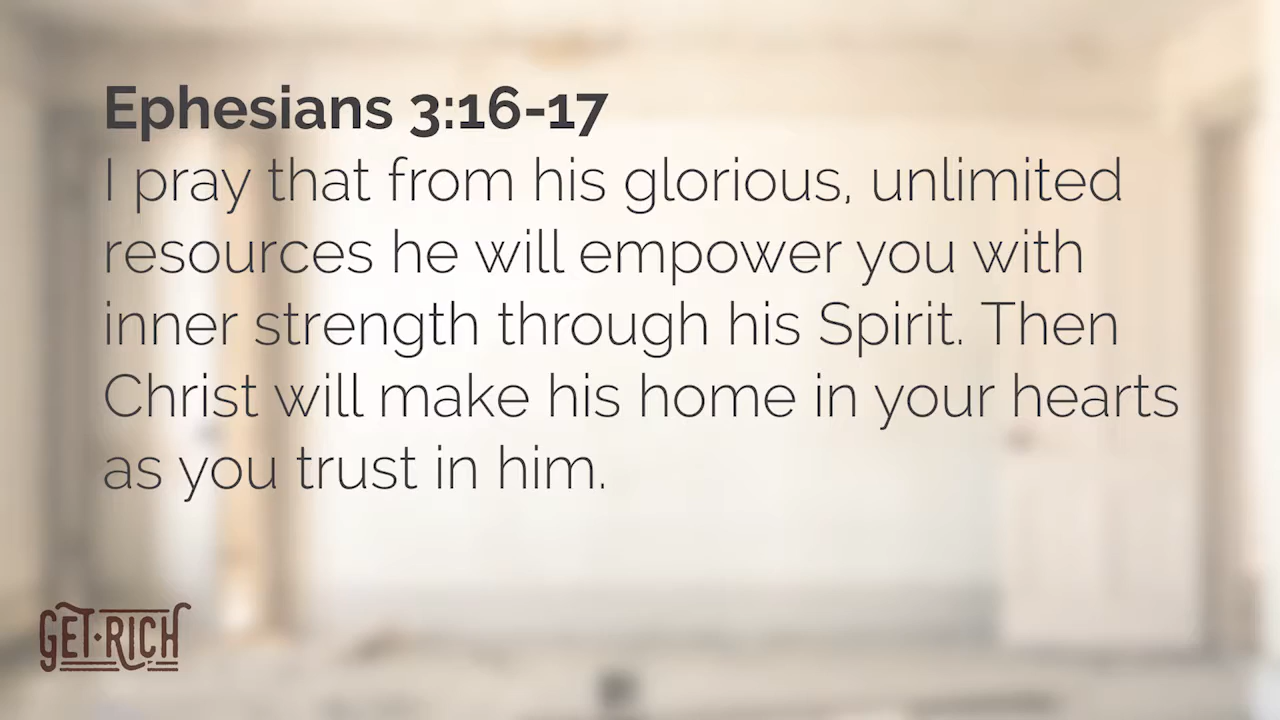 Ephesians 3:16-17
I pray that from his glorious, unlimited
resources he will empower you with
inner strength through his Spirit. Then
Christ will make his home in your hearts
as you trust in him.
GET·RICH